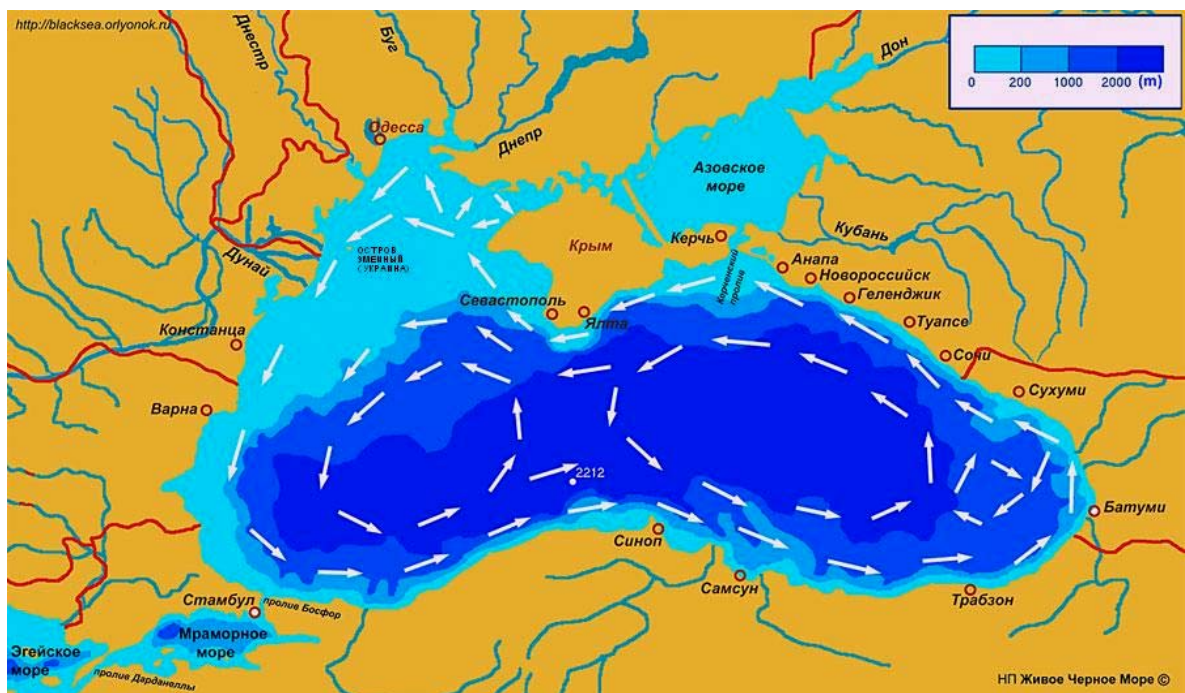 http://blacksea.orlyonok.ru
Днестр
Буг
Дон
0 200 1000 2000 (m)
Одесса
Днепр
Азовское
море
Кубань
Крым
Керчь
Керченский
пролив
Анапа
Новороссийск
Геленджик
Туапсе
Сочи
Сухуми
Батуми
ОСТРОВ
ЗМЕИНЫЙ
(УКРАИНА)
Дунай
Севастополь
Ялта
Констанца
Варна
2212
Синоп
Самсун
Трабзон
Стамбул
пролив Босфор
Мраморное
море
Эгейское
море
пролив Дарданеллы
НП Живое Черное Море ©